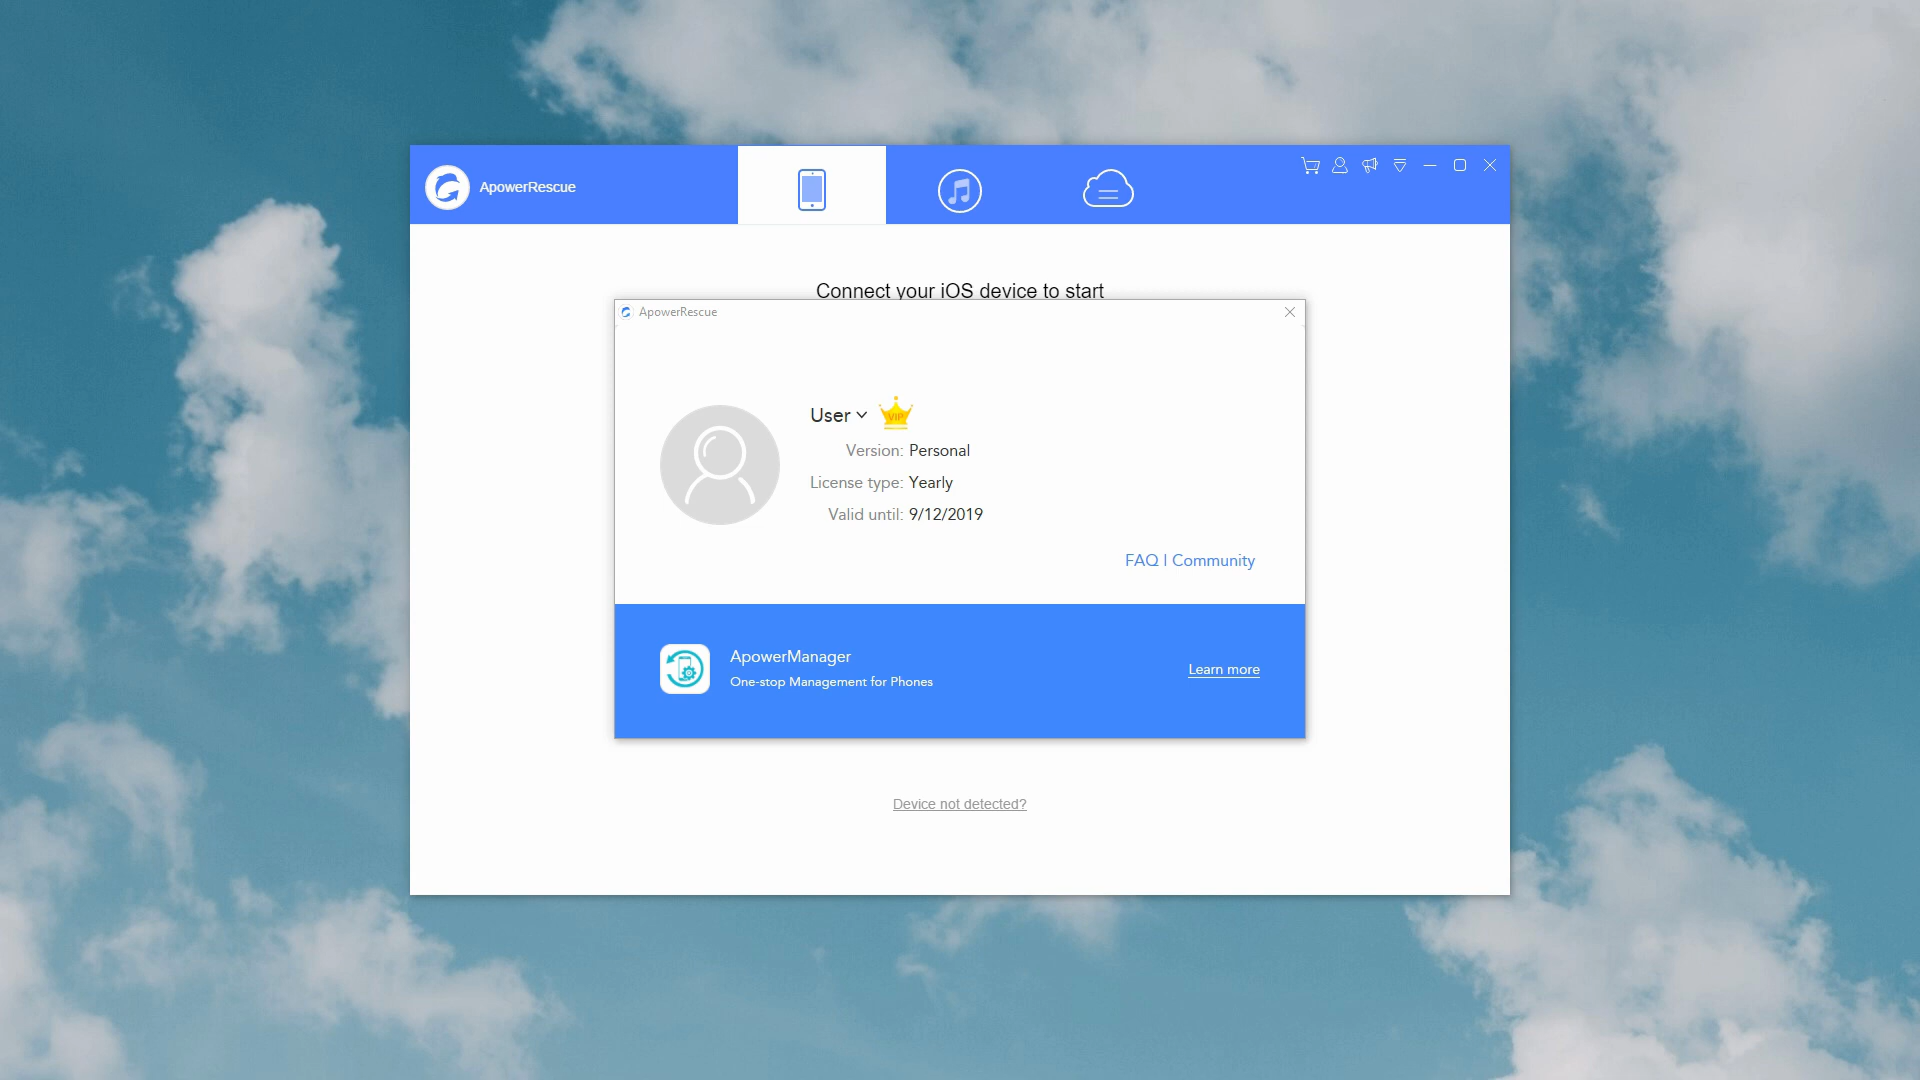 ApowerRescue
Connect your iOS device to start
ApowerRescue
User
VIP
Version: Personal
License type: Yearly
Valid until: 9/12/2019
FAQ | Community
ApowerManager
One-stop Management for Phones
Learn more
Device not detected?